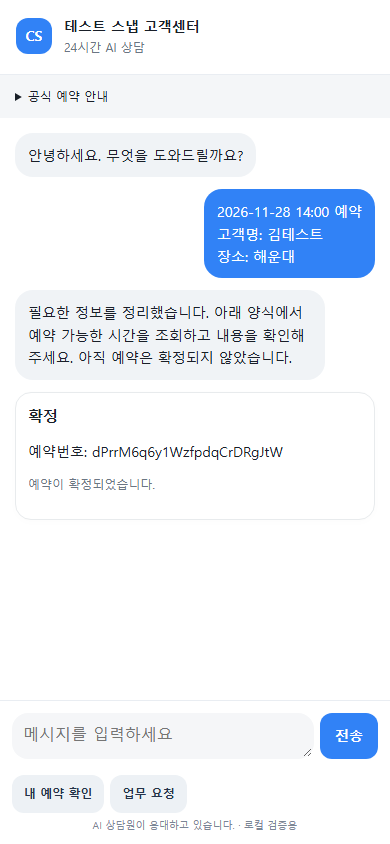 CS
테스트 스냅 고객센터
24시간 AI 상담
▶ 공식 예약 안내
안녕하세요. 무엇을 도와드릴까요?
2026-11-28 14:00 예약
고객명: 김테스트
장소: 해운대
필요한 정보를 정리했습니다. 아래 양식에서
예약 가능한 시간을 조회하고 내용을 확인해
주세요. 아직 예약은 확정되지 않았습니다.
확정
예약번호: dPrrM6q6y1WzfpdqCrDRgJtW
예약이 확정되었습니다.
메시지를 입력하세요
전송
내 예약 확인
업무 요청
AI 상담원이 응대하고 있습니다. · 로컬 검증용